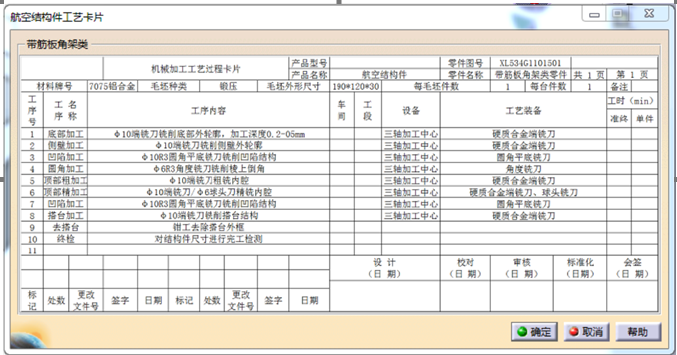 航空结构件工艺卡片
带筋板角架类
机械加工工艺过程卡片 产品型号 零件图号 XL534G1101501
产品名称 航空结构件 零件名称 带筋板角架类零件 共 1 页 第 1 页
材料牌号 7075铝合金 毛坯种类 锻压 毛坯外形尺寸 190*120*30 每毛坯件数 1 每台件数 1 备注
工序号 工序名称 工序内容 车间 工段 设备 工艺装备 工时 (min)
准终 单件
1 底部加工 Φ10端铣刀铣削底部外轮廓，加工深度0.2-05mm 三轴加工中心 硬质合金端铣刀
2 侧壁加工 Φ10端铣刀铣削侧壁外轮廓 三轴加工中心 硬质合金端铣刀
3 凹陷加工 Φ10R3圆角平底铣刀铣削凹陷结构 三轴加工中心 圆角平底铣刀
4 圆角加工 Φ6R3角度铣刀铣削棱上倒角 三轴加工中心 角度铣刀
5 顶部粗加工 Φ10端铣刀粗铣内腔 三轴加工中心 硬质合金端铣刀
6 顶部精加工 Φ10端铣刀/Φ6球头刀精铣内腔 三轴加工中心 硬质合金端铣刀、球头铣刀
7 凹陷加工 Φ10R3圆角平底铣刀铣削凹陷结构 三轴加工中心 圆角平底铣刀
8 搭台加工 Φ10端铣刀铣削搭台结构 三轴加工中心 硬质合金端铣刀
9 去搭台 钳工去除搭台外框
10 终检 对结构件尺寸进行完工检测
11
设 计 (日 期) 校对 (日 期) 审核 (日 期) 标准化 (日 期) 会签 (日 期)
标记 处数 更改文件号 签字 日期 标记 处数 更改文件号 签字 日期
确定 取消 帮助